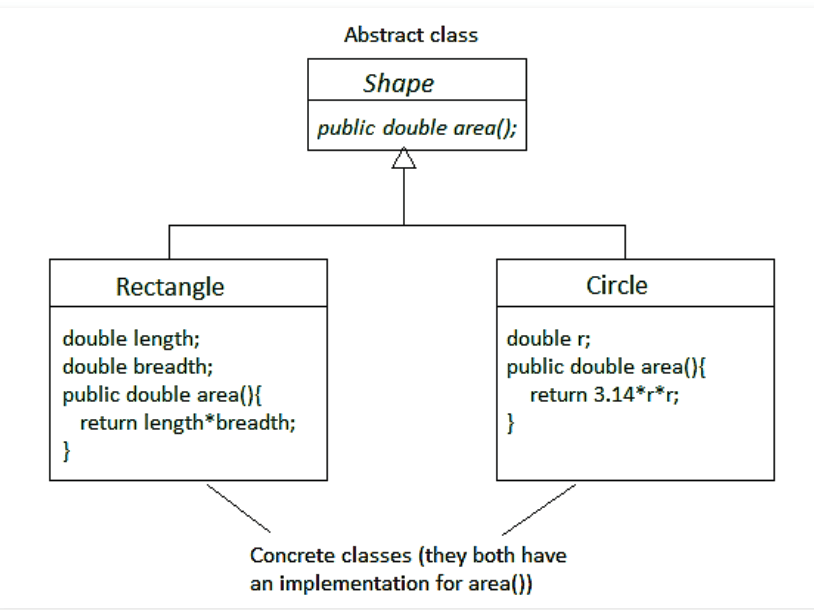 Abstract class
Shape
public double area();
Rectangle
double length;
double breadth;
public double area(){
return length*breadth;
}
Circle
double r;
public double area(){
return 3.14*r*r;
}
Concrete classes (they both have
an implementation for area())